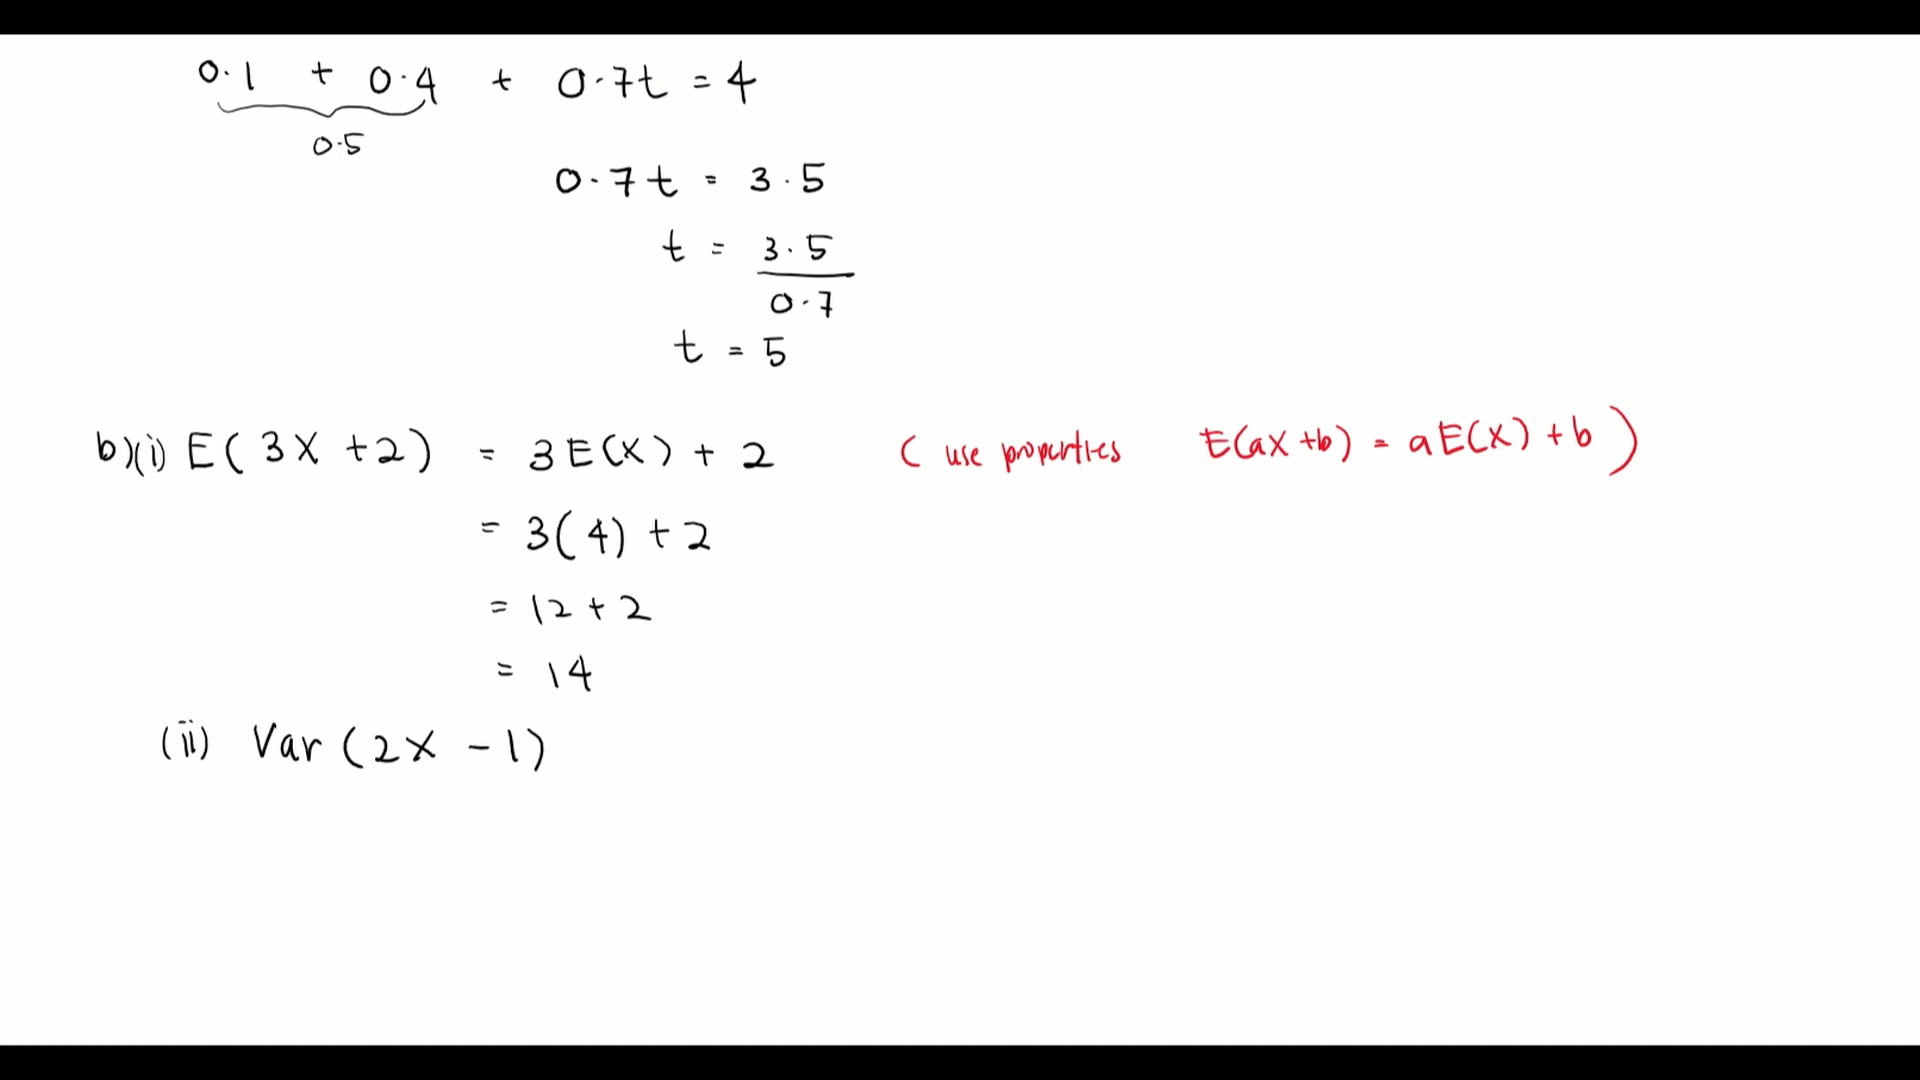 0.1 + 0.4 + 0.7t = 4
0.5
0.7t = 3.5
t = 3.5
0.7
t = 5
b)(i) E(3X +2) = 3E(X) + 2 ( use properties E(aX +b) = aE(X) + b )
= 3(4) + 2
= 12 + 2
= 14
(ii) Var (2X - 1)